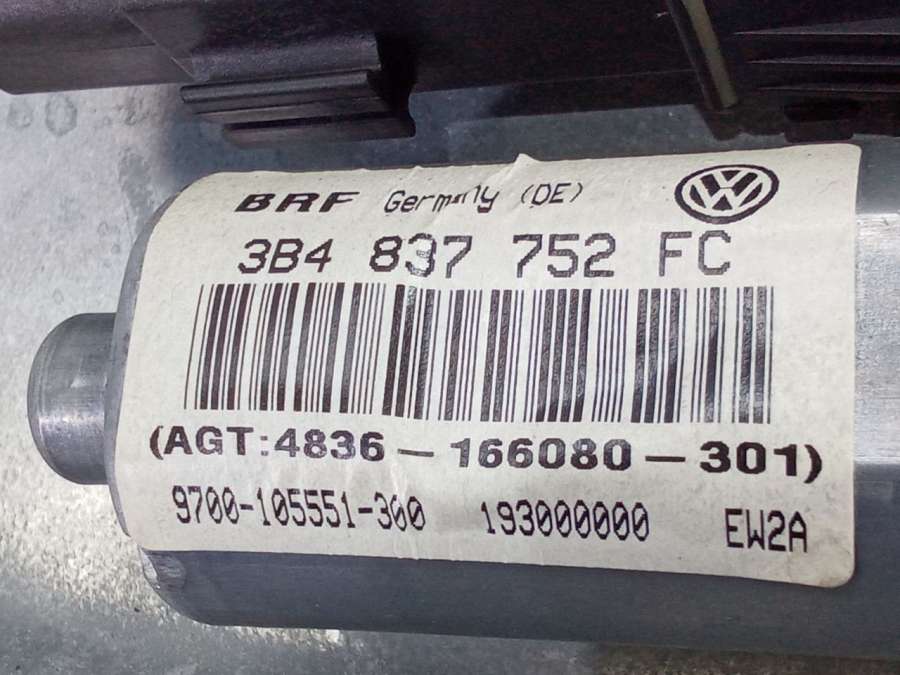 BRF Germany (DE)
3B4 837 752 FC
(AGT:4836-166080-301)
9700-105551-300 193000000 EW2A